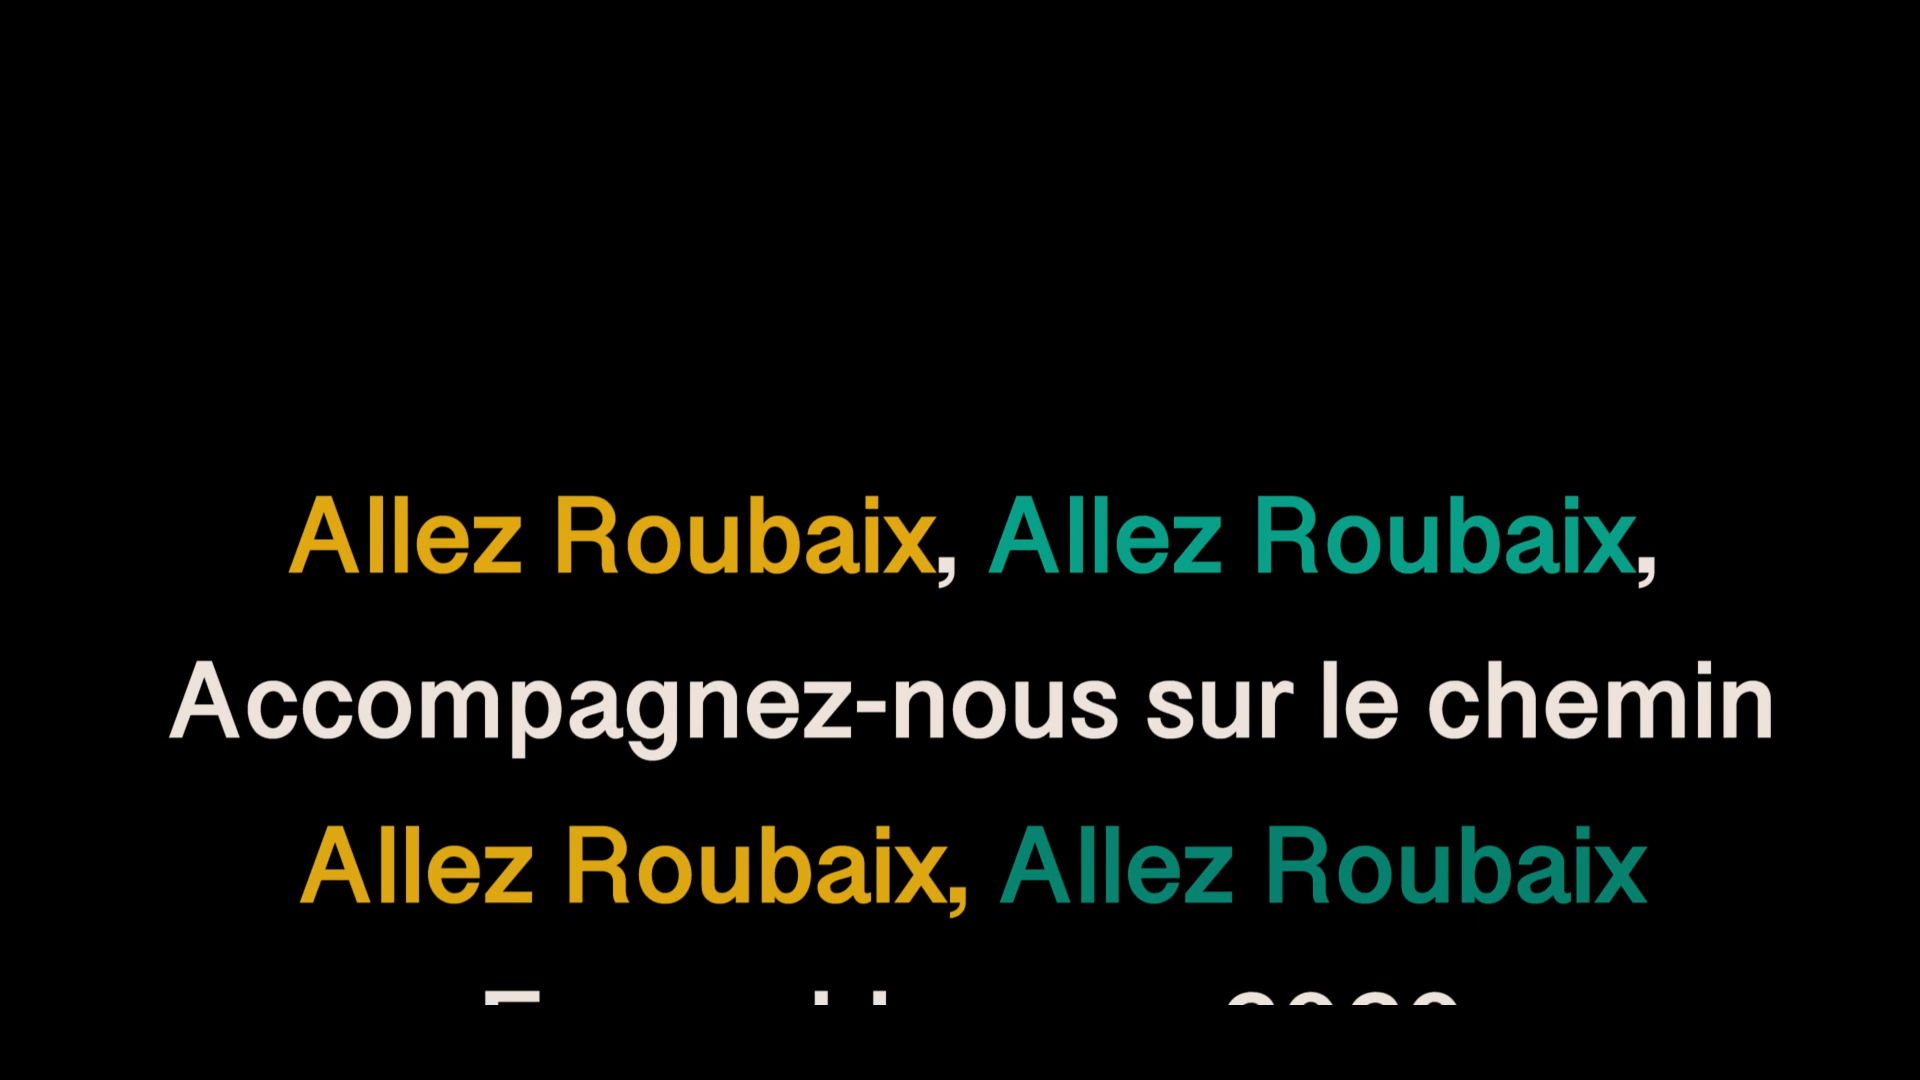 Allez Roubaix, Allez Roubaix,
Accompagnez-nous sur le chemin
Allez Roubaix, Allez Roubaix